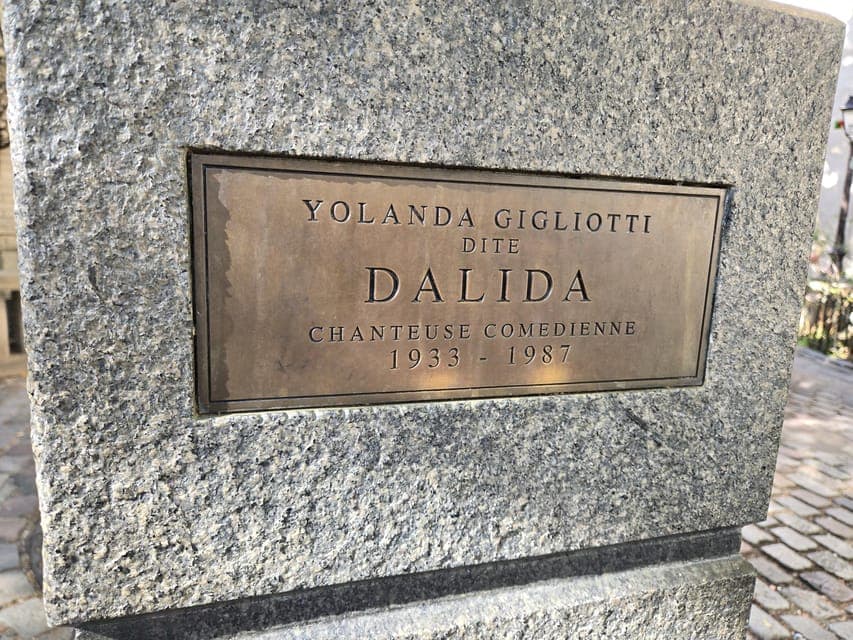 YOLANDA GIGLIOTTI
DITE
DALIDA
CHANTEUSE COMEDIENNE
1933 - 1987